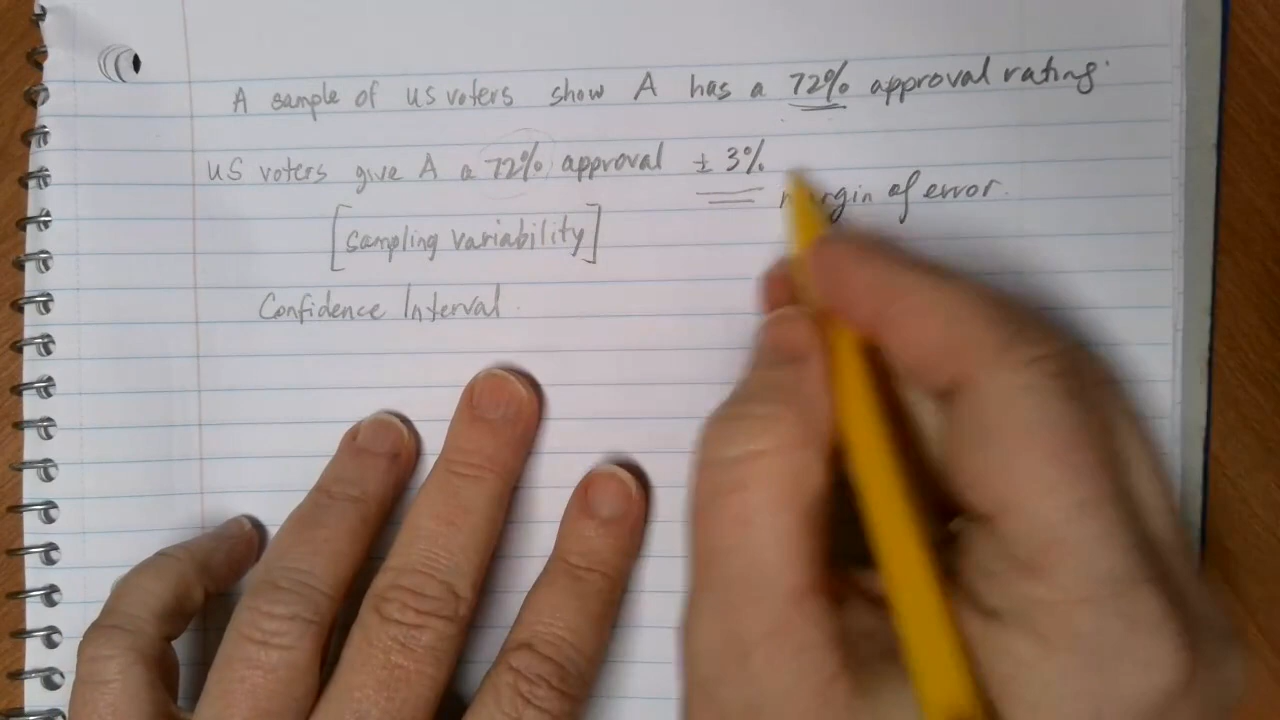 A sample of US voters show A has a 72% approval rating.
US voters give A a 72% approval ± 3%
margin of error.
[sampling variability]
Confidence Interval.